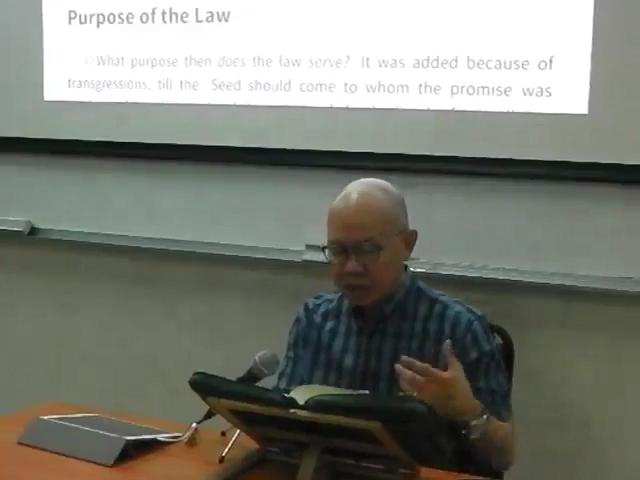 Purpose of the Law
What purpose then does the law serve? It was added because of
transgressions, till the Seed should come to whom the promise was